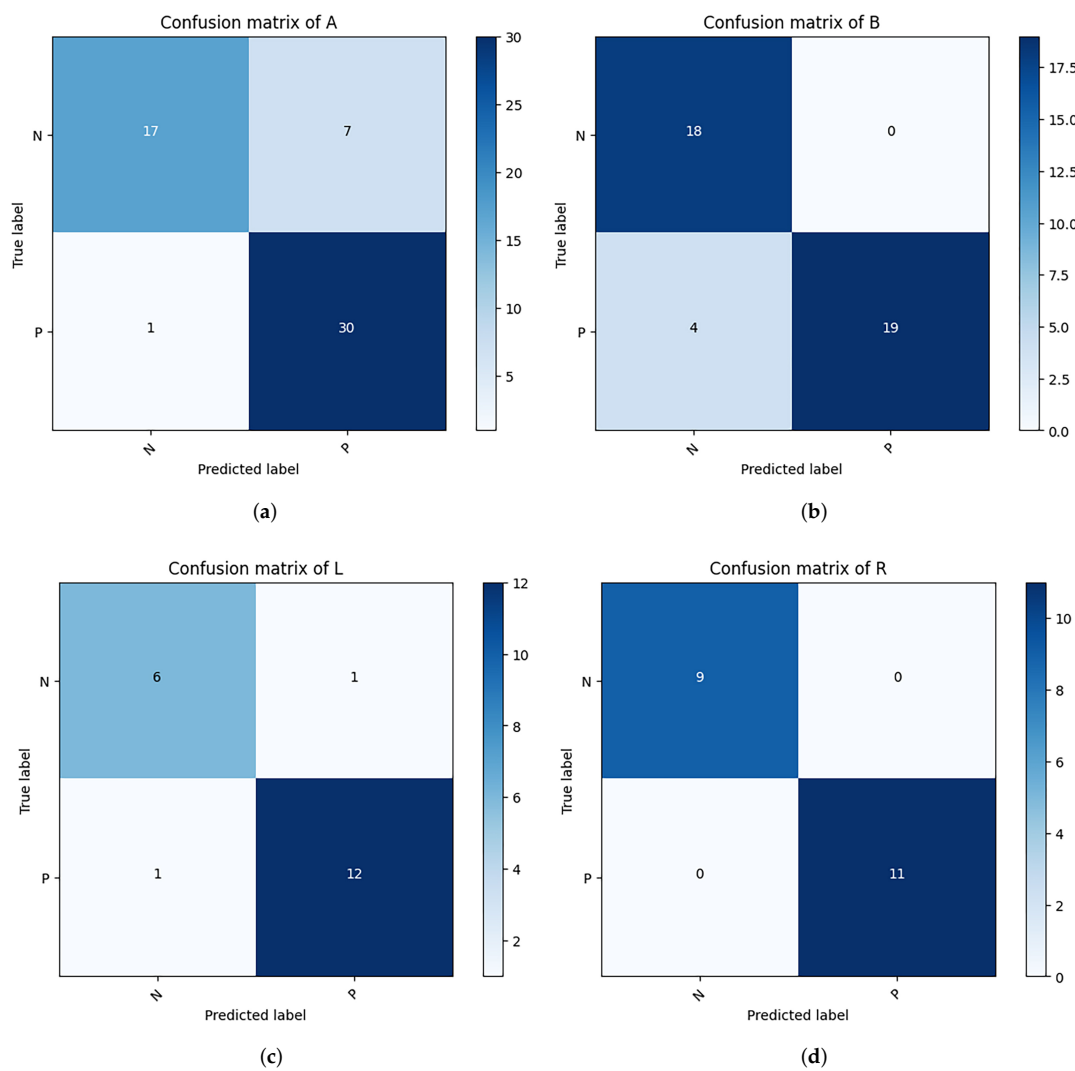 Confusion matrix of A
N
17
7
P
1
30
N
P
True label
Predicted label
30
25
20
15
10
5
(a)
Confusion matrix of B
N
18
0
P
4
19
N
P
True label
Predicted label
17.5
15.0
12.5
10.0
7.5
5.0
2.5
0.0
(b)
Confusion matrix of L
N
6
1
P
1
12
N
P
True label
Predicted label
12
10
8
6
4
2
(c)
Confusion matrix of R
N
9
0
P
0
11
N
P
True label
Predicted label
10
8
6
4
2
0
(d)